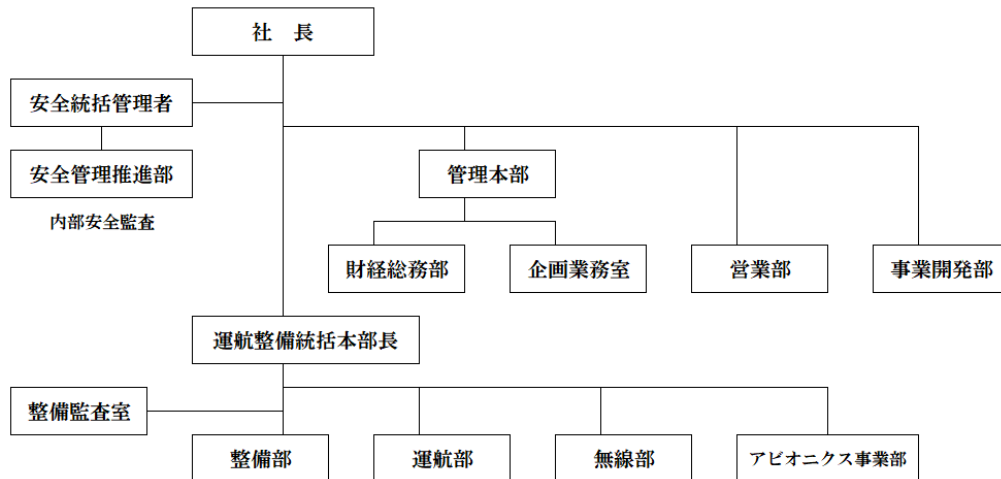 社　長
安全統括管理者
安全管理推進部
管理本部
内部安全監査
財経総務部
企画業務室
営業部
事業開発部
運航整備統括本部長
整備監査室
整備部
運航部
無線部
アビオニクス事業部